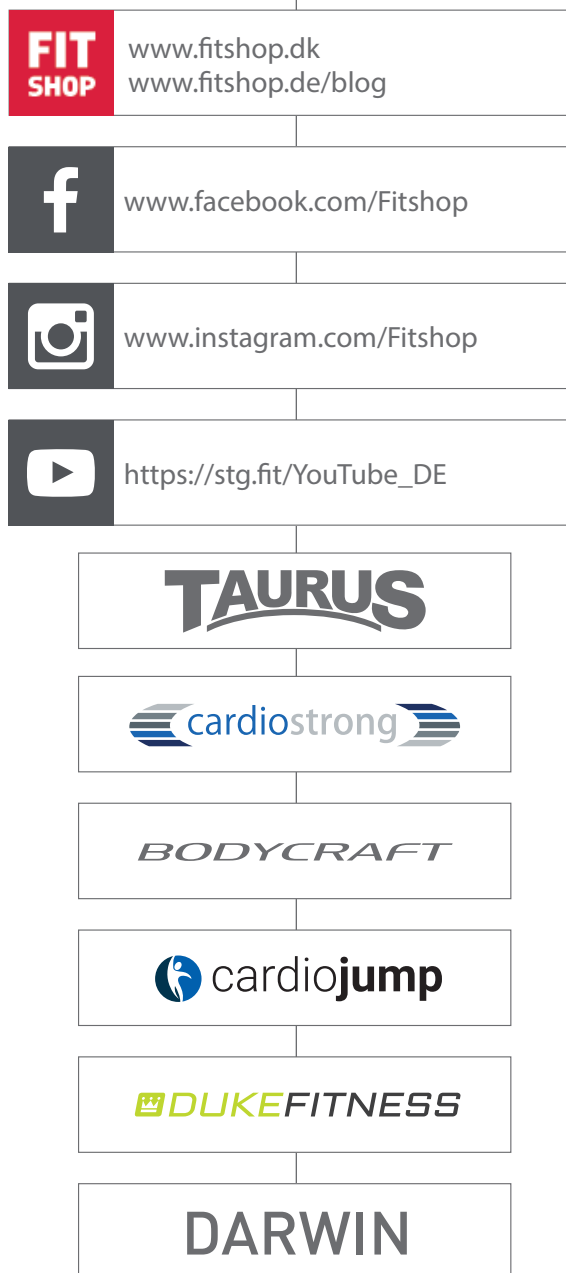 FIT
SHOP
www.fitshop.dk
www.fitshop.de/blog
www.facebook.com/Fitshop
www.instagram.com/Fitshop
https://stg.fit/YouTube_DE
TAURUS
cardiostrong
BODYCRAFT
cardiojump
DUKEFITNESS
DARWIN